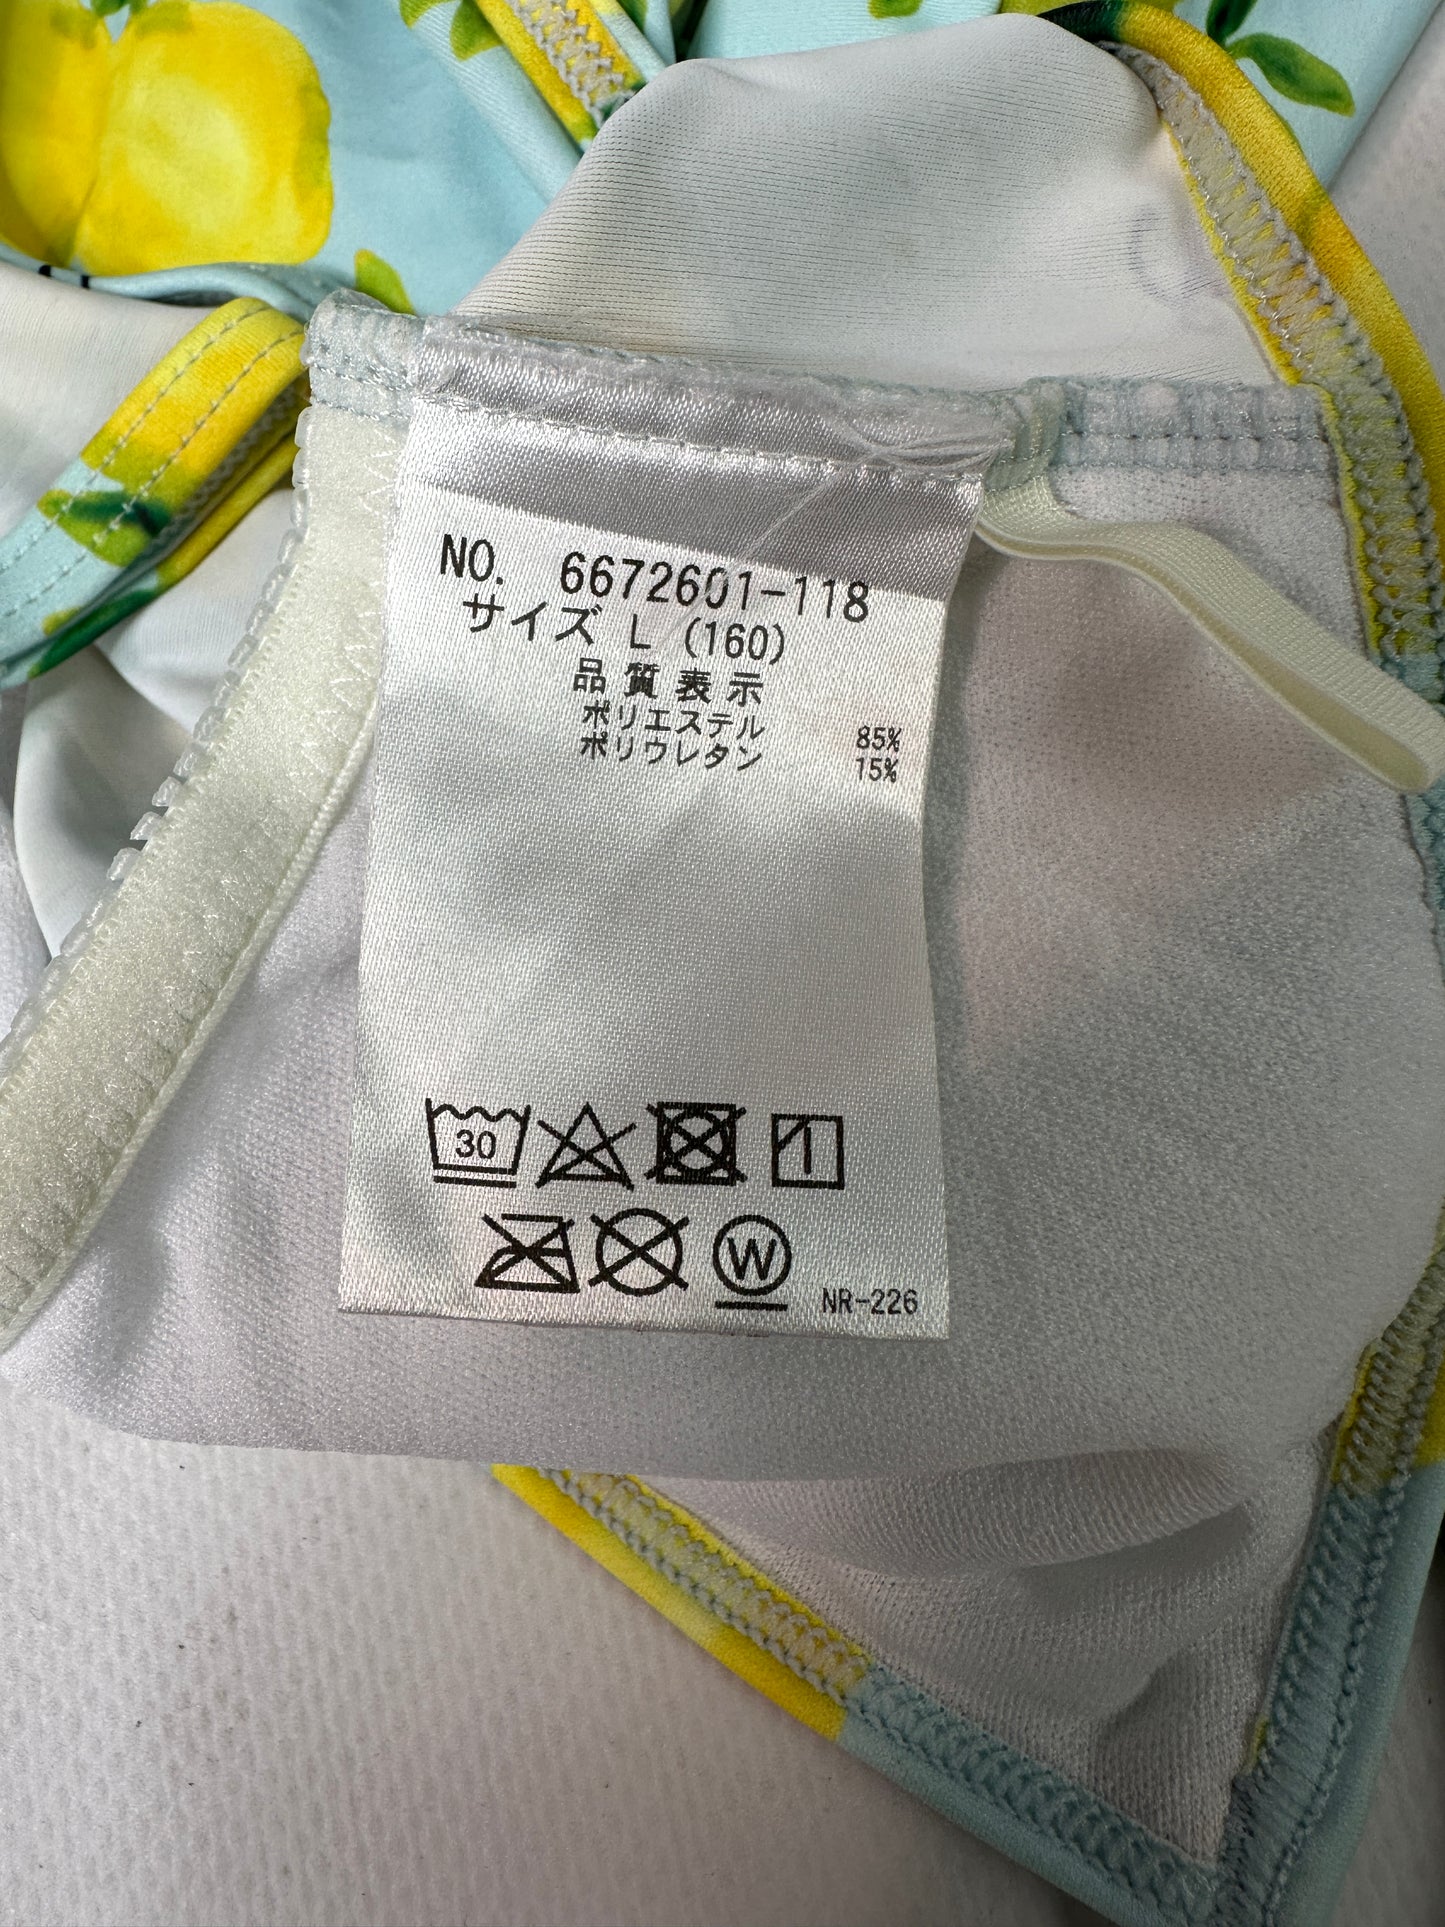 NO. 6672601-118
サイズ L (160)
品質表示
ポリエステル 85%
ポリウレタン 15%
30
W
NR-226